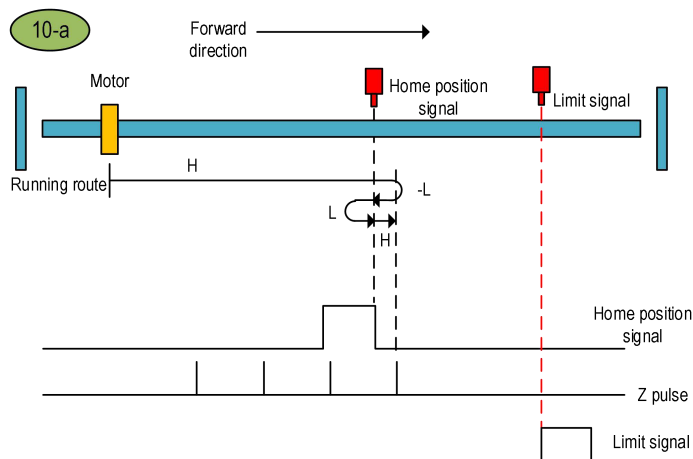 10-a
Forward
direction
Motor
Home position
signal
Limit signal
H
Running route
-L
L
H
Home position
signal
Z pulse
Limit signal